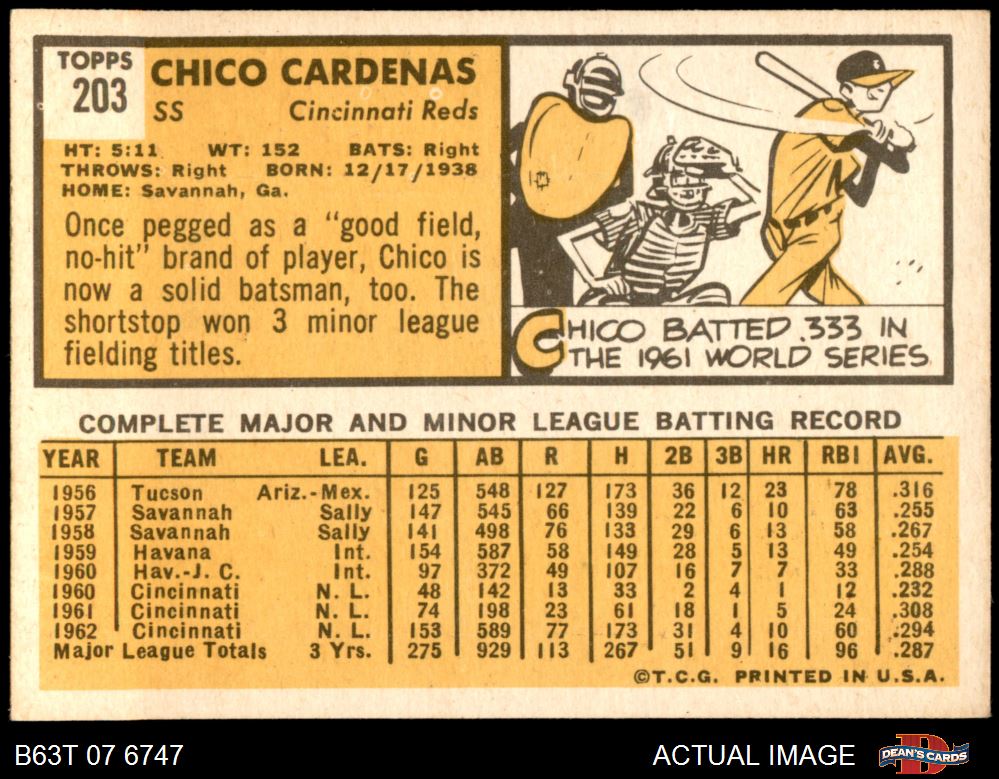 TOPPS
203
CHICO CARDENAS
SS Cincinnati Reds
HT: 5:11 WT: 152 BATS: Right
THROWS: Right BORN: 12/17/1938
HOME: Savannah, Ga.
Once pegged as a "good field,
no-hit" brand of player, Chico is
now a solid batsman, too. The
shortstop won 3 minor league
fielding titles.
CHICO BATTED .333 IN
THE 1961 WORLD SERIES
COMPLETE MAJOR AND MINOR LEAGUE BATTING RECORD
YEAR TEAM LEA. G AB R H 2B 3B HR RBI AVG.
1956 Tucson Ariz.-Mex. 125 548 127 173 36 12 23 78 .316
1957 Savannah Sally 147 545 66 139 22 6 10 63 .255
1958 Savannah Sally 141 498 76 133 29 6 13 58 .267
1959 Havana Int. 154 587 58 149 28 5 13 49 .254
1960 Hav.-J. C. Int. 97 372 49 107 16 7 7 33 .288
1960 Cincinnati N. L. 48 142 13 33 2 4 1 12 .232
1961 Cincinnati N. L. 74 198 23 61 18 1 5 24 .308
1962 Cincinnati N. L. 153 589 77 173 31 4 10 60 .294
Major League Totals 3 Yrs. 275 929 113 267 51 9 16 96 .287
©T.C.G. PRINTED IN U.S.A.
B63T 07 6747 ACTUAL IMAGE DEAN'S CARDS